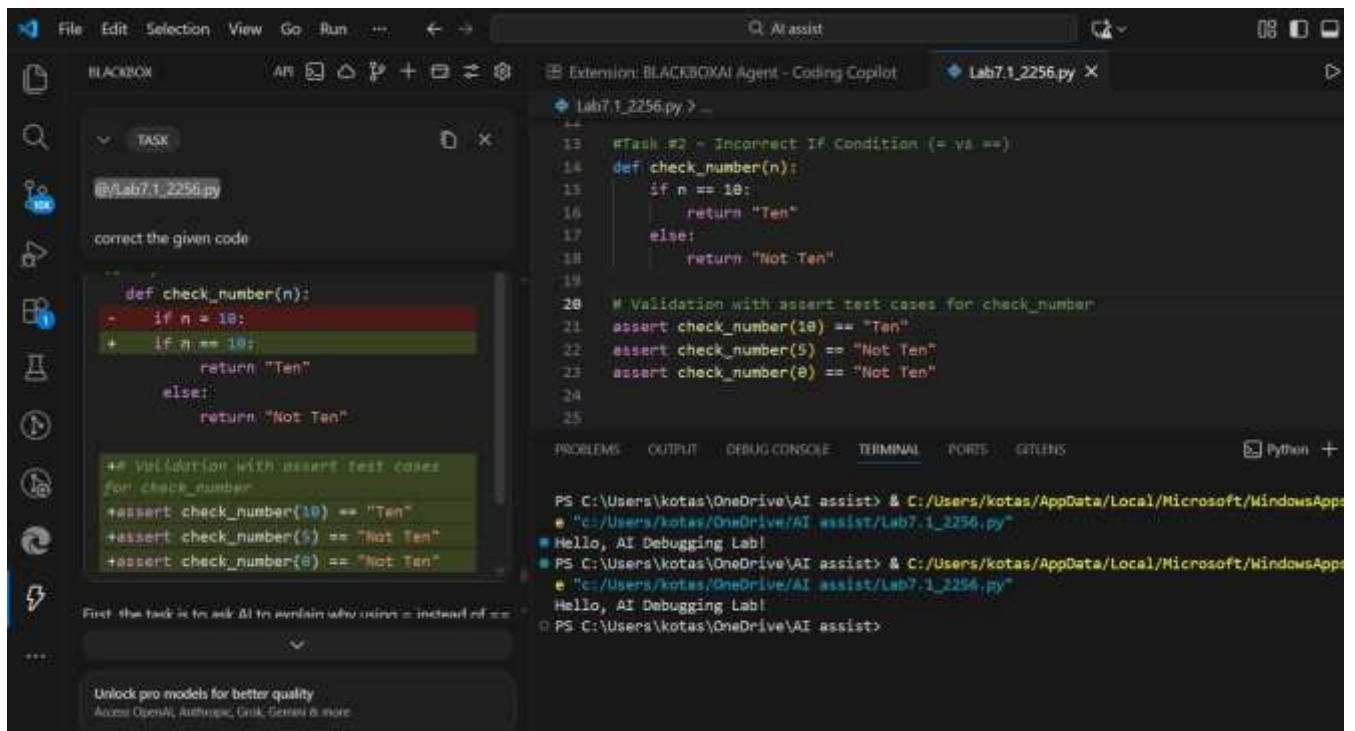 File Edit Selection View Go Run ··· AI assist
BLACKBOX API
TASK
@/Lab7.1_2256.py
correct the given code
def check_number(n):
- if n = 10:
+ if n == 10:
return "Ten"
else:
return "Not Ten"
+# Validation with assert test cases
for check_number
+assert check_number(10) == "Ten"
+assert check_number(5) == "Not Ten"
+assert check_number(0) == "Not Ten"
First, the task is to ask AI to explain why using = instead of ==
Unlock pro models for better quality
Access OpenAI, Anthropic, Grok, Gemini & more
Extension: BLACKBOXAI Agent - Coding Copilot Lab7.1_2256.py
Lab7.1_2256.py > ...
12
13 #Task #2 - Incorrect If Condition (= vs ==)
14 def check_number(n):
15 if n == 10:
16 return "Ten"
17 else:
18 return "Not Ten"
19
20 # Validation with assert test cases for check_number
21 assert check_number(10) == "Ten"
22 assert check_number(5) == "Not Ten"
23 assert check_number(0) == "Not Ten"
24
25
PROBLEMS OUTPUT DEBUG CONSOLE TERMINAL PORTS GITLENS Python
PS C:\Users\kotas\OneDrive\AI assist> & C:/Users/kotas/AppData/Local/Microsoft/WindowsApps
e "c:/Users/kotas/OneDrive/AI assist/Lab7.1_2256.py"
Hello, AI Debugging Lab!
PS C:\Users\kotas\OneDrive\AI assist> & C:/Users/kotas/AppData/Local/Microsoft/WindowsApps
e "c:/Users/kotas/OneDrive/AI assist/Lab7.1_2256.py"
Hello, AI Debugging Lab!
PS C:\Users\kotas\OneDrive\AI assist>